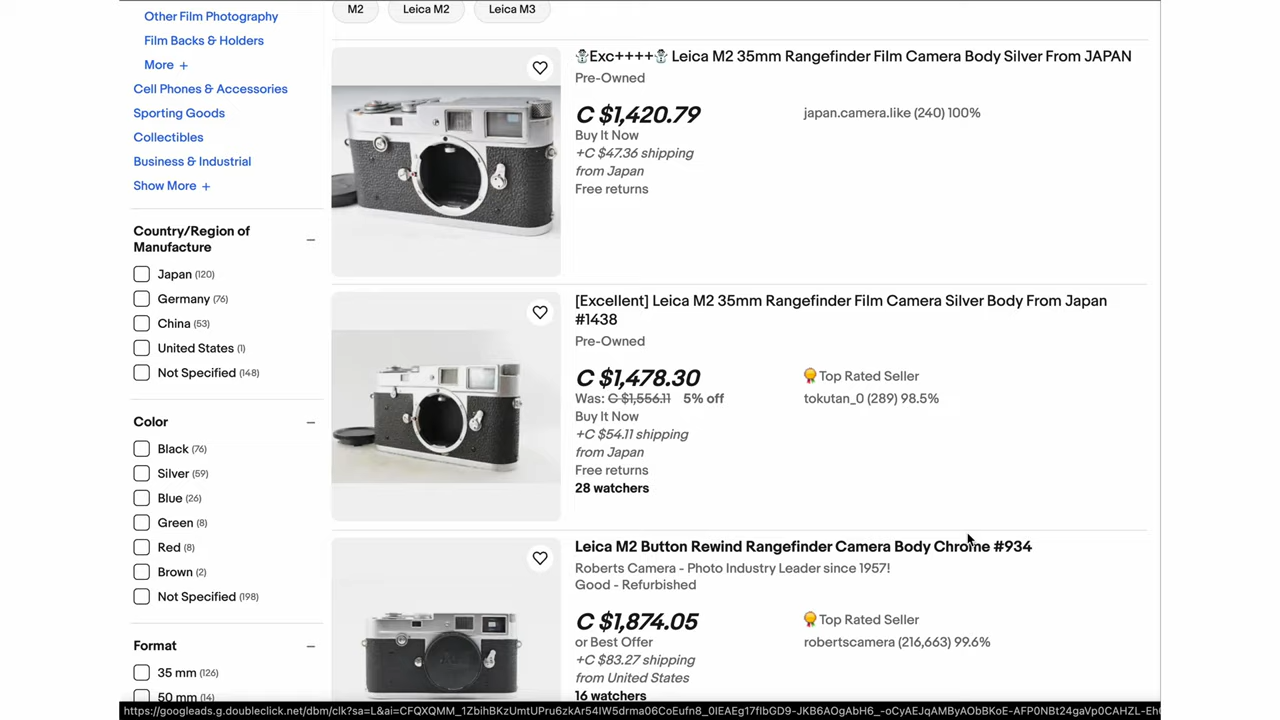 Other Film Photography
Film Backs & Holders
More +
Cell Phones & Accessories
Sporting Goods
Collectibles
Business & Industrial
Show More +
Country/Region of
Manufacture
Japan (120)
Germany (76)
China (53)
United States (1)
Not Specified (148)
Color
Black (76)
Silver (59)
Blue (26)
Green (8)
Red (8)
Brown (2)
Not Specified (198)
Format
35 mm (126)
50 mm (14)
M2
Leica M2
Leica M3
⛄Exc++++⛄ Leica M2 35mm Rangefinder Film Camera Body Silver From JAPAN
Pre-Owned
C $1,420.79
Buy It Now
+C $47.36 shipping
from Japan
Free returns
japan.camera.like (240) 100%
[Excellent] Leica M2 35mm Rangefinder Film Camera Silver Body From Japan
#1438
Pre-Owned
C $1,478.30
Was: C $1,556.11 5% off
Buy It Now
+C $54.11 shipping
from Japan
Free returns
28 watchers
Top Rated Seller
tokutan_0 (289) 98.5%
Leica M2 Button Rewind Rangefinder Camera Body Chrome #934
Roberts Camera - Photo Industry Leader since 1957!
Good - Refurbished
C $1,874.05
or Best Offer
+C $83.27 shipping
from United States
16 watchers
Top Rated Seller
robertscamera (216,663) 99.6%